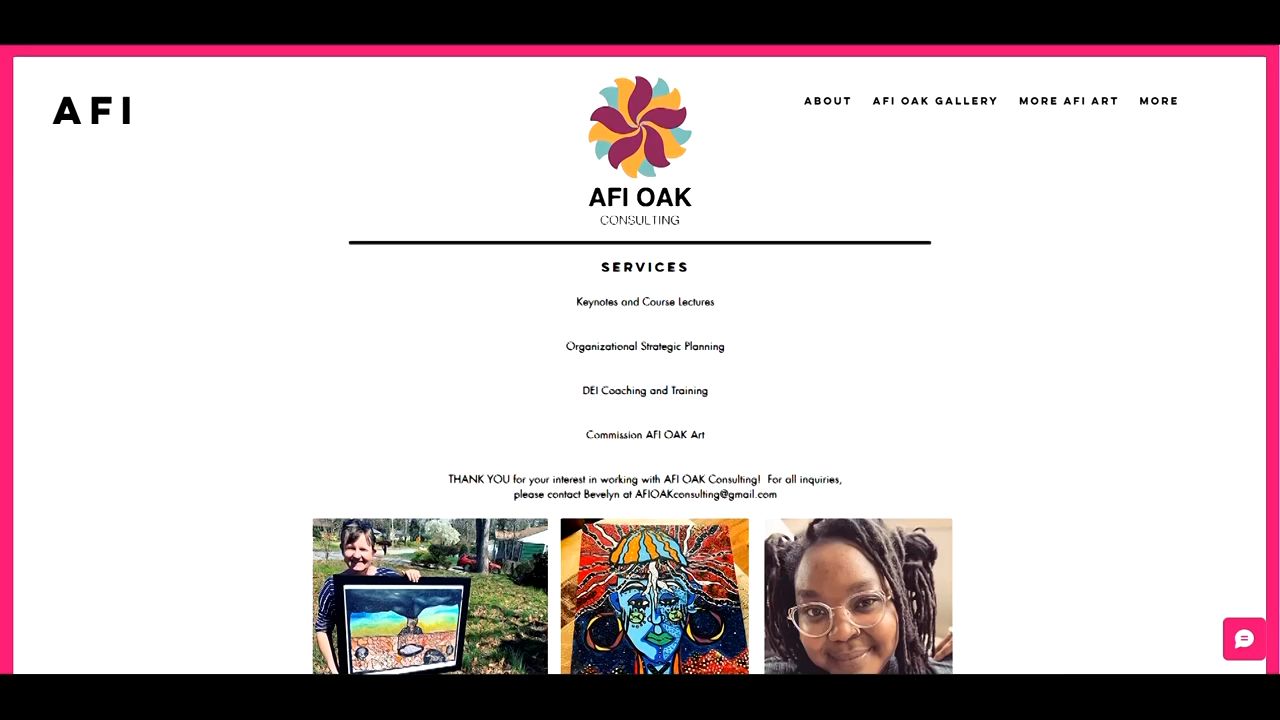 AFI
ABOUT AFI OAK GALLERY MORE AFI ART MORE
AFI OAK
CONSULTING
SERVICES
Keynotes and Course Lectures
Organizational Strategic Planning
DEI Coaching and Training
Commission AFI OAK Art
THANK YOU for your interest in working with AFI OAK Consulting! For all inquiries,
please contact Bevelyn at AFIOAKconsulting@gmail.com